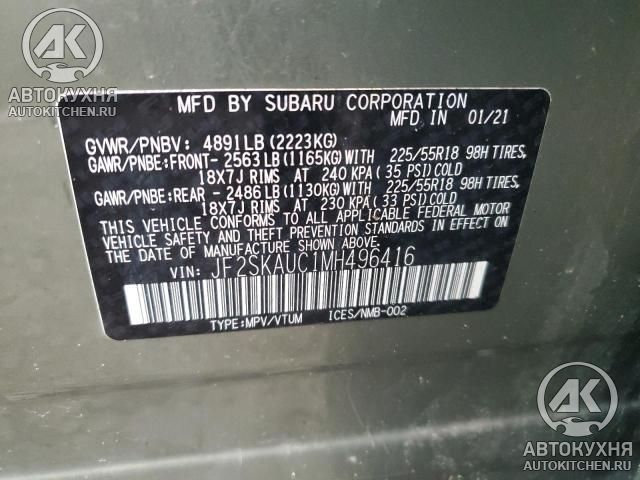 АВТОКУХНЯ
AUTOKITCHEN.RU
MFD BY SUBARU CORPORATION
MFD IN 01/21
GVWR/PNBV: 4891LB(2223KG)
GAWR/PNBE:FRONT- 2563LB(1165KG)WITH 225/55R18 98H TIRES,
18X7J RIMS AT 240 KPA(35 PSI)COLD
GAWR/PNBE:REAR - 2486LB(1130KG)WITH 225/55R18 98H TIRES,
18X7J RIMS AT 230 KPA(33 PSI)COLD
THIS VEHICLE CONFORMS TO ALL APPLICABLE FEDERAL MOTOR
VEHICLE SAFETY AND THEFT PREVENTION STANDARDS IN EFFECT ON
THE DATE OF MANUFACTURE SHOWN ABOVE.
VIN: JF2SKAUC1MH496416
TYPE:MPV/VTUM ICES/NMB-002
АК
АВТОКУХНЯ
AUTOKITCHEN.RU